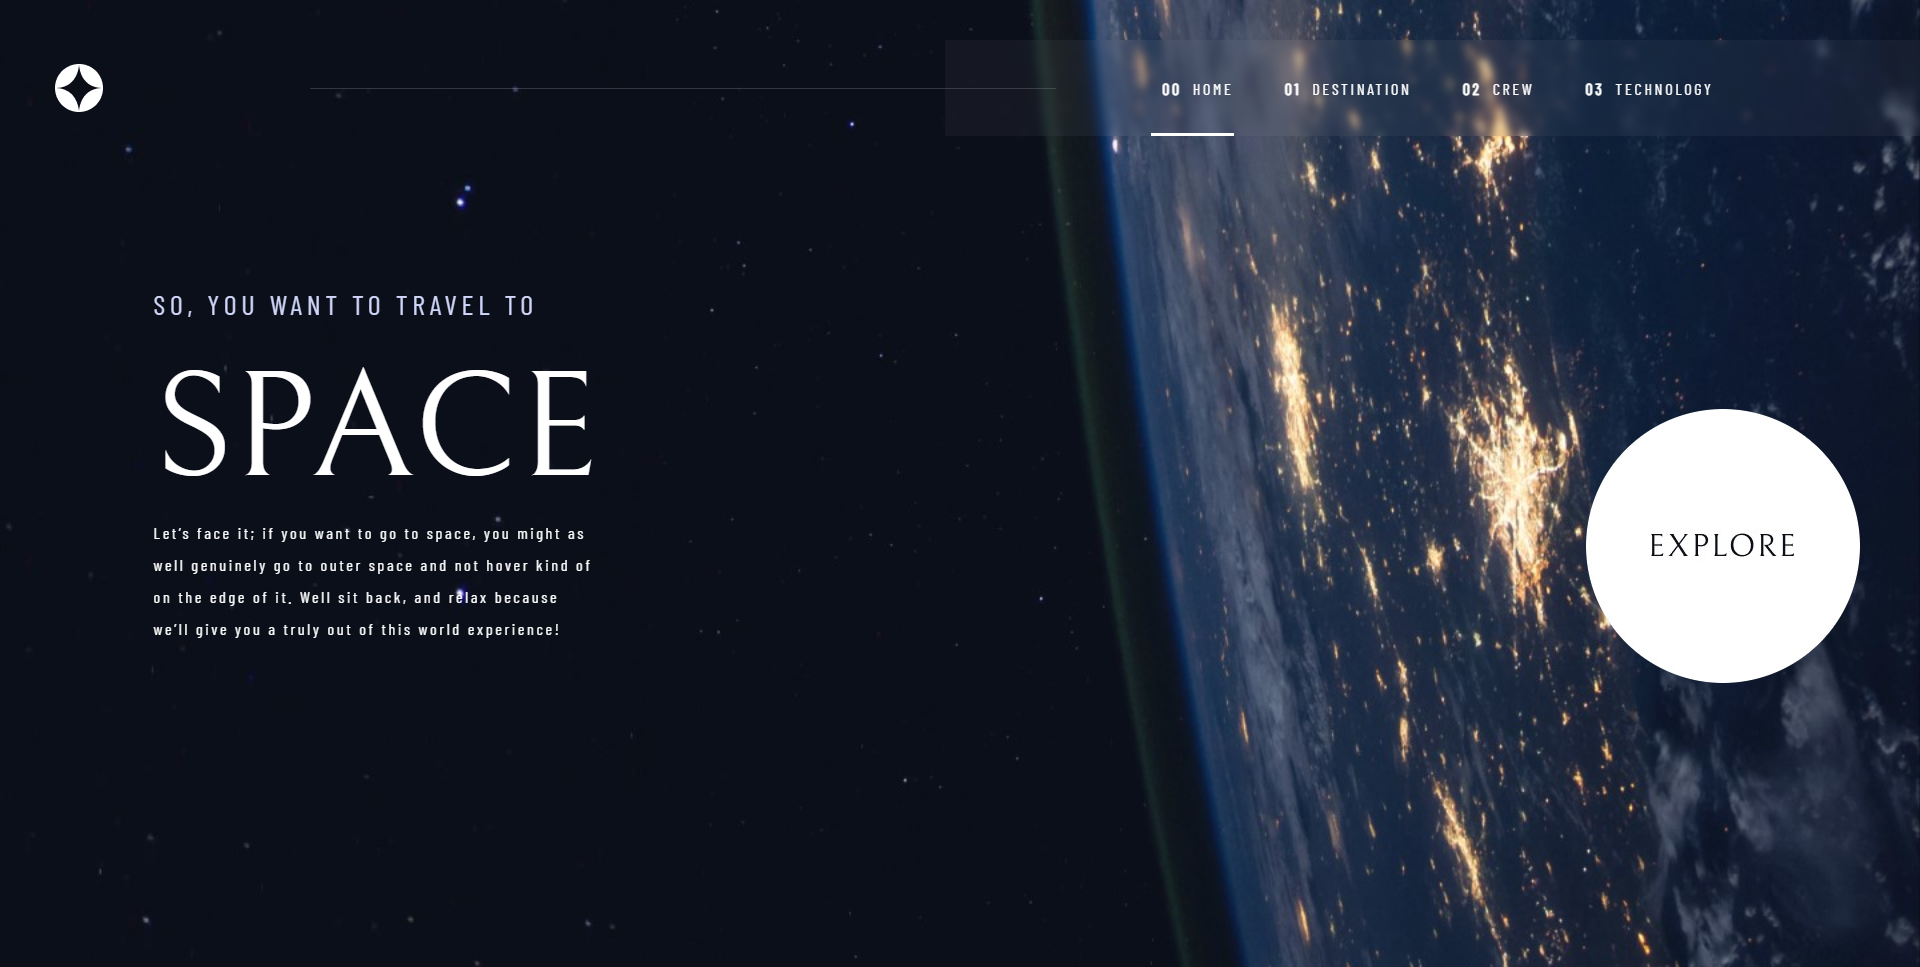 00 HOME 01 DESTINATION 02 CREW 03 TECHNOLOGY
SO, YOU WANT TO TRAVEL TO
SPACE
Let’s face it; if you want to go to space, you might as
well genuinely go to outer space and not hover kind of
on the edge of it. Well sit back, and relax because
we’ll give you a truly out of this world experience!
EXPLORE